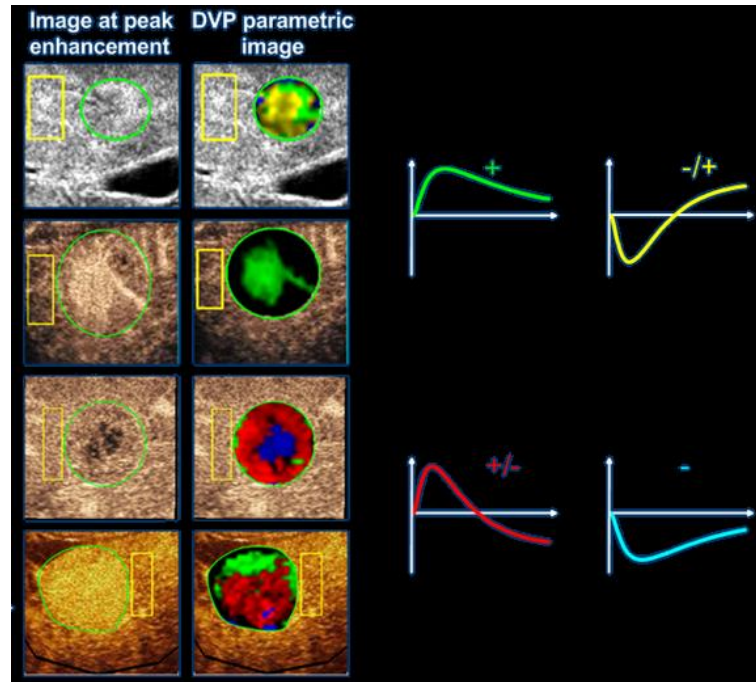 Image at peak
enhancement
DVP parametric
image
+
-/+
+/-
-